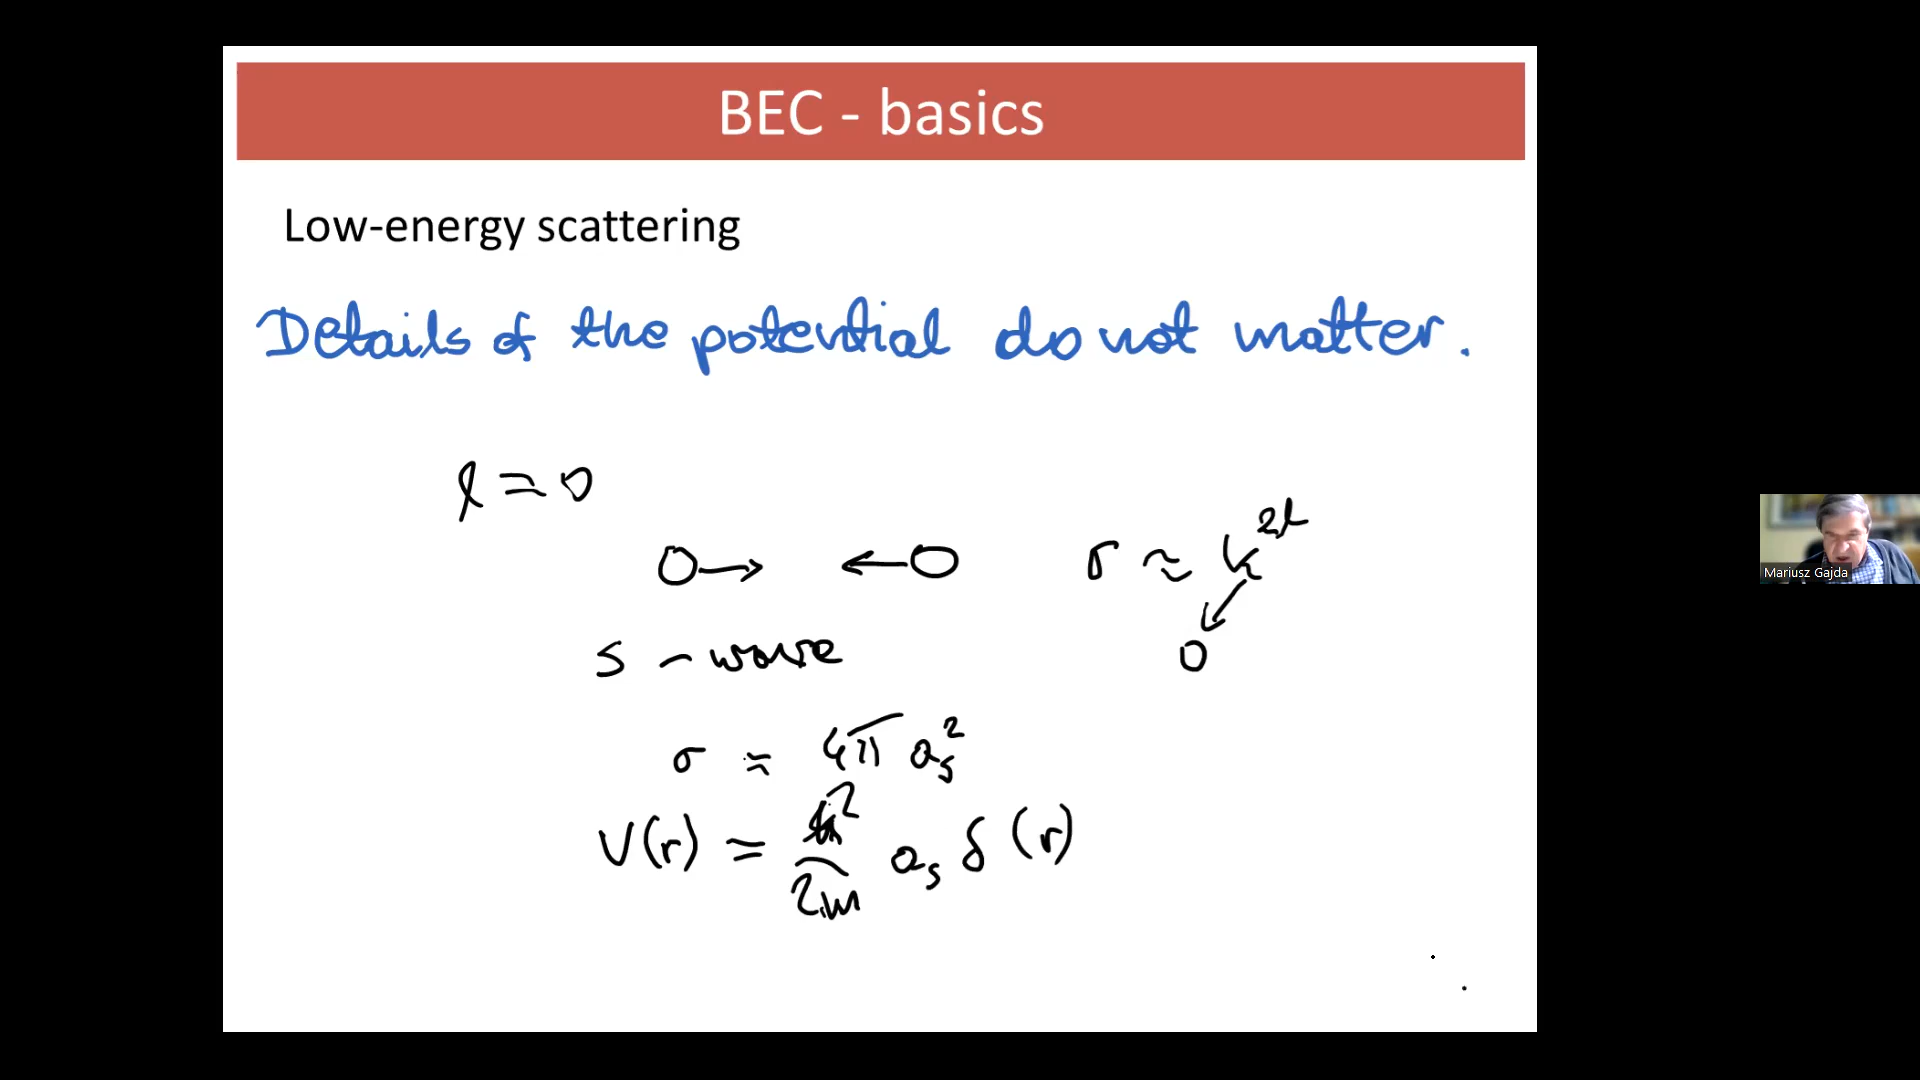 BEC - basics
Low-energy scattering
Details of the potential do not matter.
l = 0
σ ≈ k^{2l}
0
s - wave
σ ≈ 4π a_s^2
V(r) = ℏ^2/2m a_s δ(r)
Mariusz Gajda